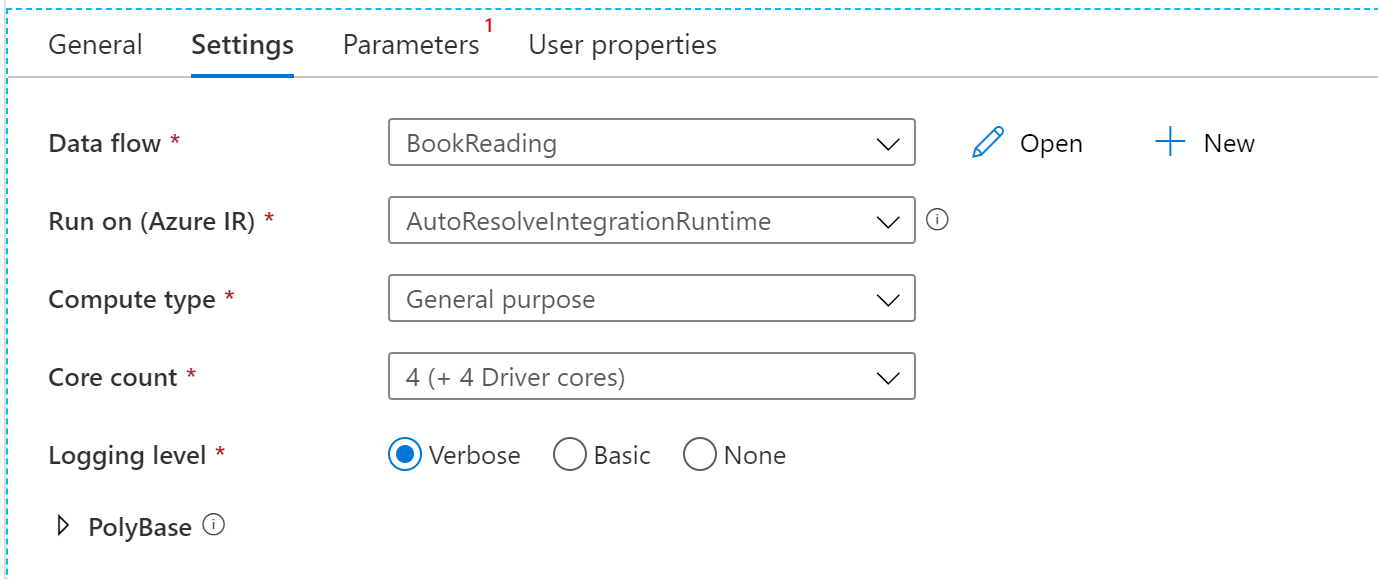 General Settings Parameters 1 User properties
Data flow * BookReading Open New
Run on (Azure IR) * AutoResolveIntegrationRuntime
Compute type * General purpose
Core count * 4 (+ 4 Driver cores)
Logging level * Verbose Basic None
PolyBase